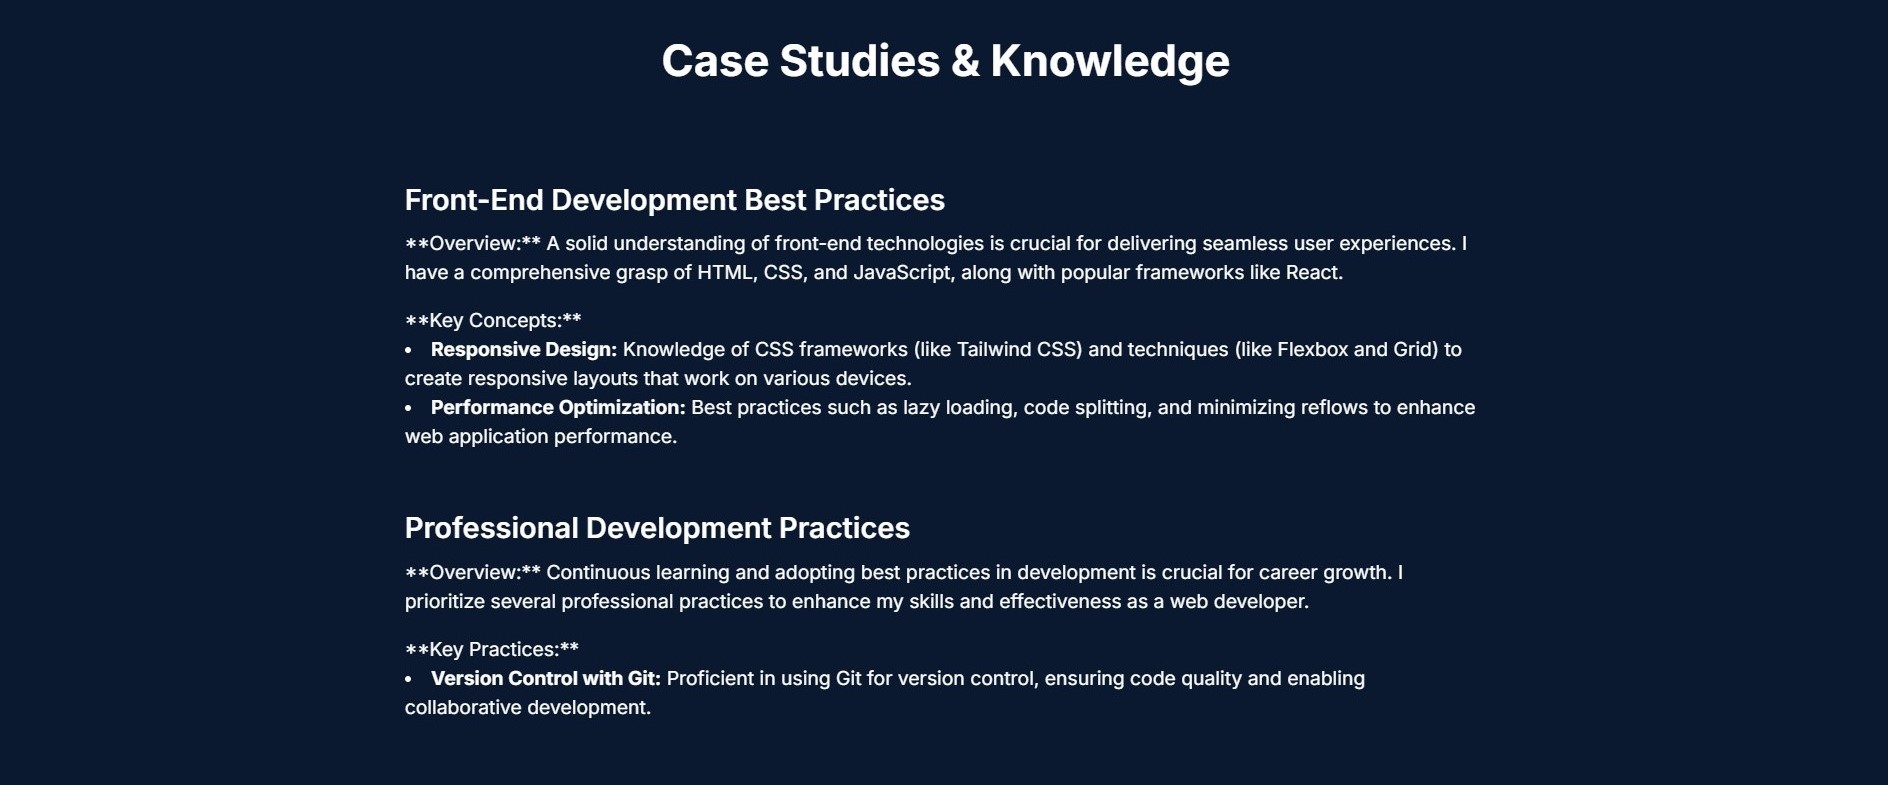 Case Studies & Knowledge
Front-End Development Best Practices
**Overview:** A solid understanding of front-end technologies is crucial for delivering seamless user experiences. I
have a comprehensive grasp of HTML, CSS, and JavaScript, along with popular frameworks like React.
**Key Concepts:**
• Responsive Design: Knowledge of CSS frameworks (like Tailwind CSS) and techniques (like Flexbox and Grid) to
create responsive layouts that work on various devices.
• Performance Optimization: Best practices such as lazy loading, code splitting, and minimizing reflows to enhance
web application performance.
Professional Development Practices
**Overview:** Continuous learning and adopting best practices in development is crucial for career growth. I
prioritize several professional practices to enhance my skills and effectiveness as a web developer.
**Key Practices:**
• Version Control with Git: Proficient in using Git for version control, ensuring code quality and enabling
collaborative development.